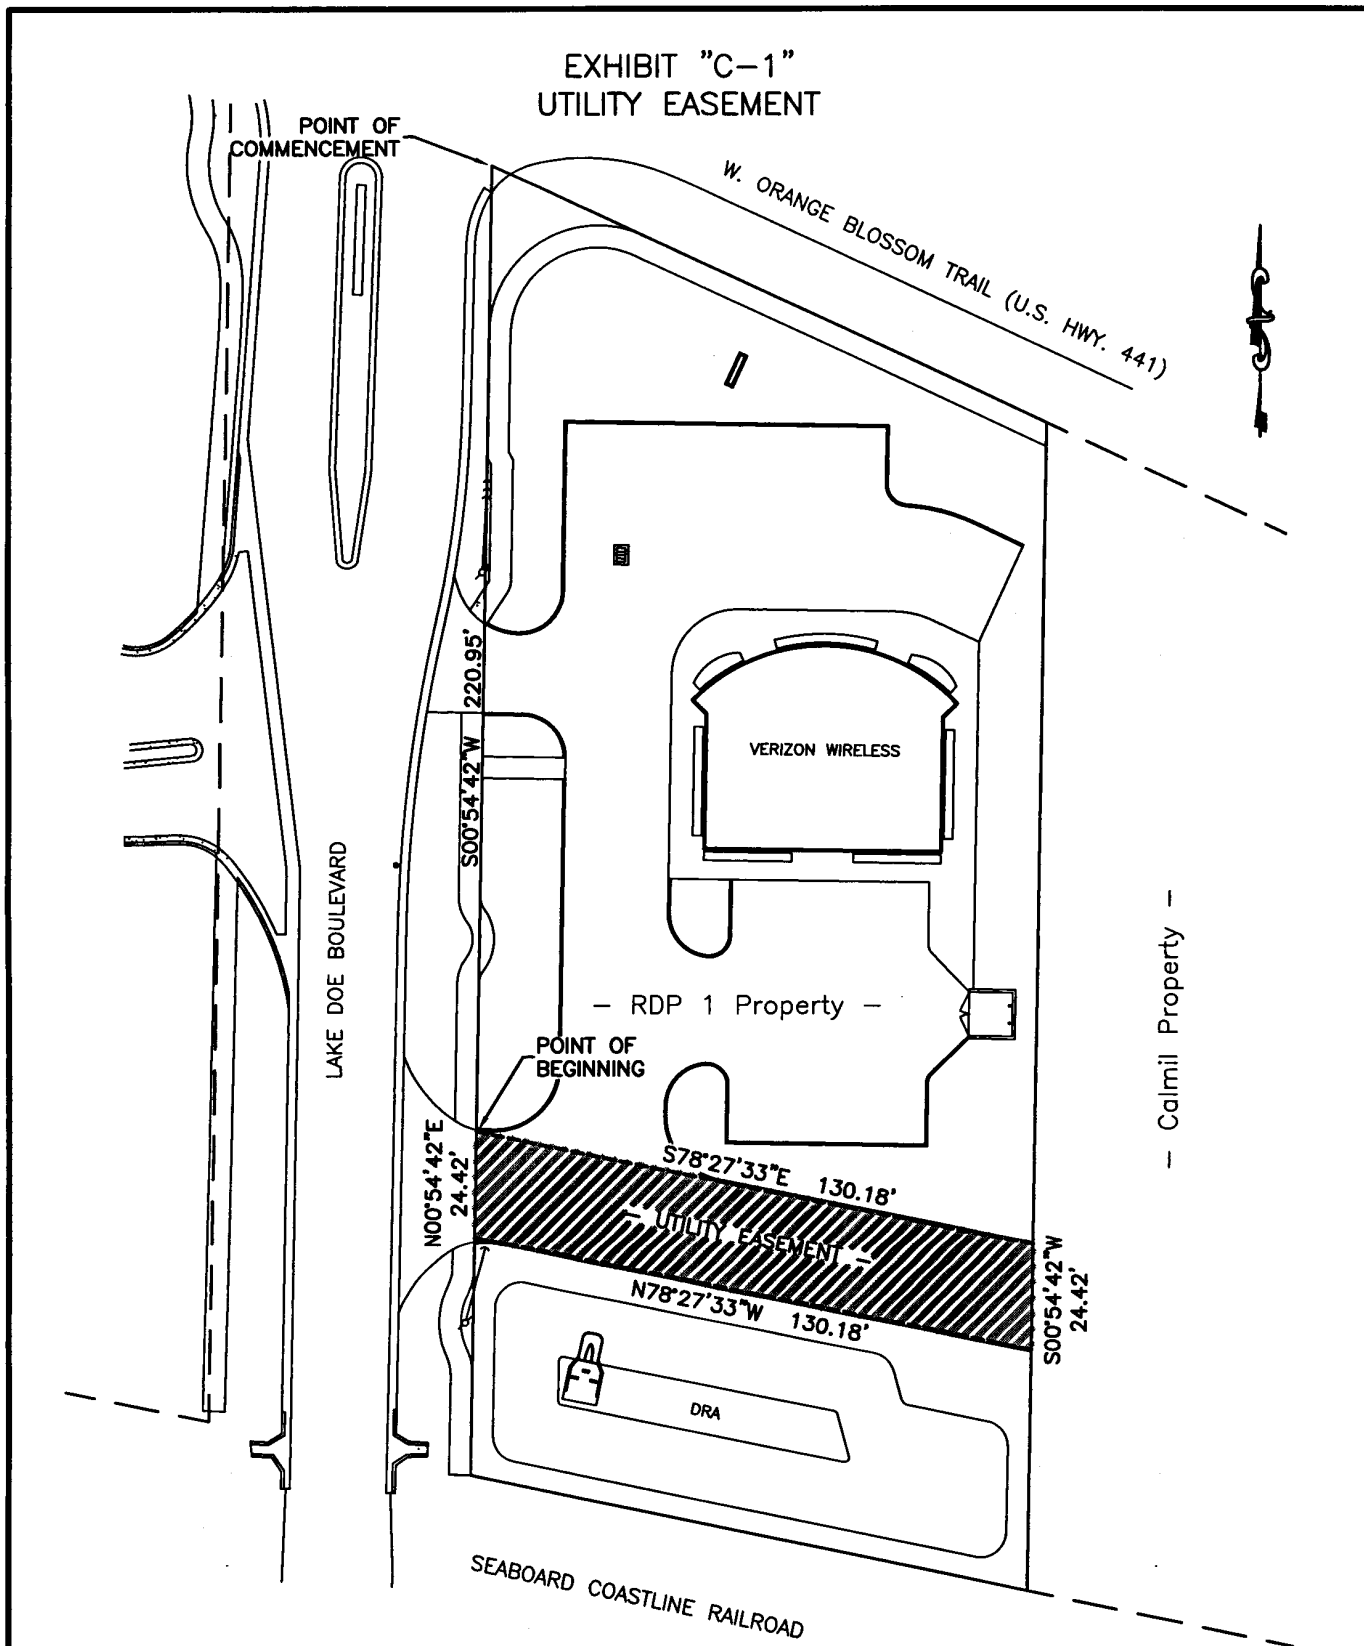 EXHIBIT "C-1"
UTILITY EASEMENT
POINT OF
COMMENCEMENT
W. ORANGE BLOSSOM TRAIL (U.S. HWY. 441)
S00°54'42"W 220.95'
VERIZON WIRELESS
LAKE DOE BOULEVARD
- RDP 1 Property -
- Calmil Property -
POINT OF
BEGINNING
N00°54'42"E
24.42'
S78°27'33"E 130.18'
- UTILITY EASEMENT -
N78°27'33"W 130.18'
S00°54'42"W
24.42'
DRA
SEABOARD COASTLINE RAILROAD